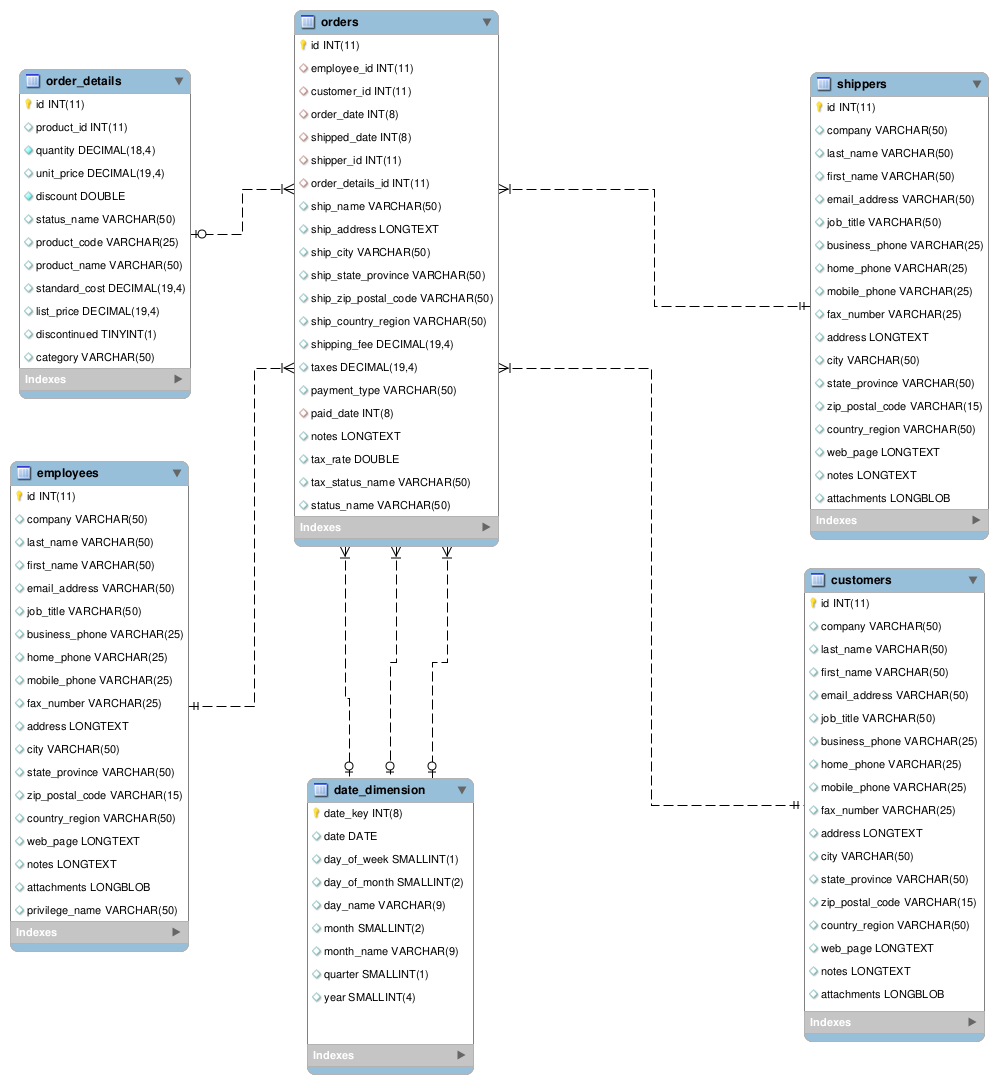 orders
id INT(11)
employee_id INT(11)
customer_id INT(11)
order_date INT(8)
shipped_date INT(8)
shipper_id INT(11)
order_details_id INT(11)
ship_name VARCHAR(50)
ship_address LONGTEXT
ship_city VARCHAR(50)
ship_state_province VARCHAR(50)
ship_zip_postal_code VARCHAR(50)
ship_country_region VARCHAR(50)
shipping_fee DECIMAL(19,4)
taxes DECIMAL(19,4)
payment_type VARCHAR(50)
paid_date INT(8)
notes LONGTEXT
tax_rate DOUBLE
tax_status_name VARCHAR(50)
status_name VARCHAR(50)
Indexes
order_details
id INT(11)
product_id INT(11)
quantity DECIMAL(18,4)
unit_price DECIMAL(19,4)
discount DOUBLE
status_name VARCHAR(50)
product_code VARCHAR(25)
product_name VARCHAR(50)
standard_cost DECIMAL(19,4)
list_price DECIMAL(19,4)
discontinued TINYINT(1)
category VARCHAR(50)
Indexes
shippers
id INT(11)
company VARCHAR(50)
last_name VARCHAR(50)
first_name VARCHAR(50)
email_address VARCHAR(50)
job_title VARCHAR(50)
business_phone VARCHAR(25)
home_phone VARCHAR(25)
mobile_phone VARCHAR(25)
fax_number VARCHAR(25)
address LONGTEXT
city VARCHAR(50)
state_province VARCHAR(50)
zip_postal_code VARCHAR(15)
country_region VARCHAR(50)
web_page LONGTEXT
notes LONGTEXT
attachments LONGBLOB
Indexes
employees
id INT(11)
company VARCHAR(50)
last_name VARCHAR(50)
first_name VARCHAR(50)
email_address VARCHAR(50)
job_title VARCHAR(50)
business_phone VARCHAR(25)
home_phone VARCHAR(25)
mobile_phone VARCHAR(25)
fax_number VARCHAR(25)
address LONGTEXT
city VARCHAR(50)
state_province VARCHAR(50)
zip_postal_code VARCHAR(15)
country_region VARCHAR(50)
web_page LONGTEXT
notes LONGTEXT
attachments LONGBLOB
privilege_name VARCHAR(50)
Indexes
customers
id INT(11)
company VARCHAR(50)
last_name VARCHAR(50)
first_name VARCHAR(50)
email_address VARCHAR(50)
job_title VARCHAR(50)
business_phone VARCHAR(25)
home_phone VARCHAR(25)
mobile_phone VARCHAR(25)
fax_number VARCHAR(25)
address LONGTEXT
city VARCHAR(50)
state_province VARCHAR(50)
zip_postal_code VARCHAR(15)
country_region VARCHAR(50)
web_page LONGTEXT
notes LONGTEXT
attachments LONGBLOB
Indexes
date_dimension
date_key INT(8)
date DATE
day_of_week SMALLINT(1)
day_of_month SMALLINT(2)
day_name VARCHAR(9)
month SMALLINT(2)
month_name VARCHAR(9)
quarter SMALLINT(1)
year SMALLINT(4)
Indexes